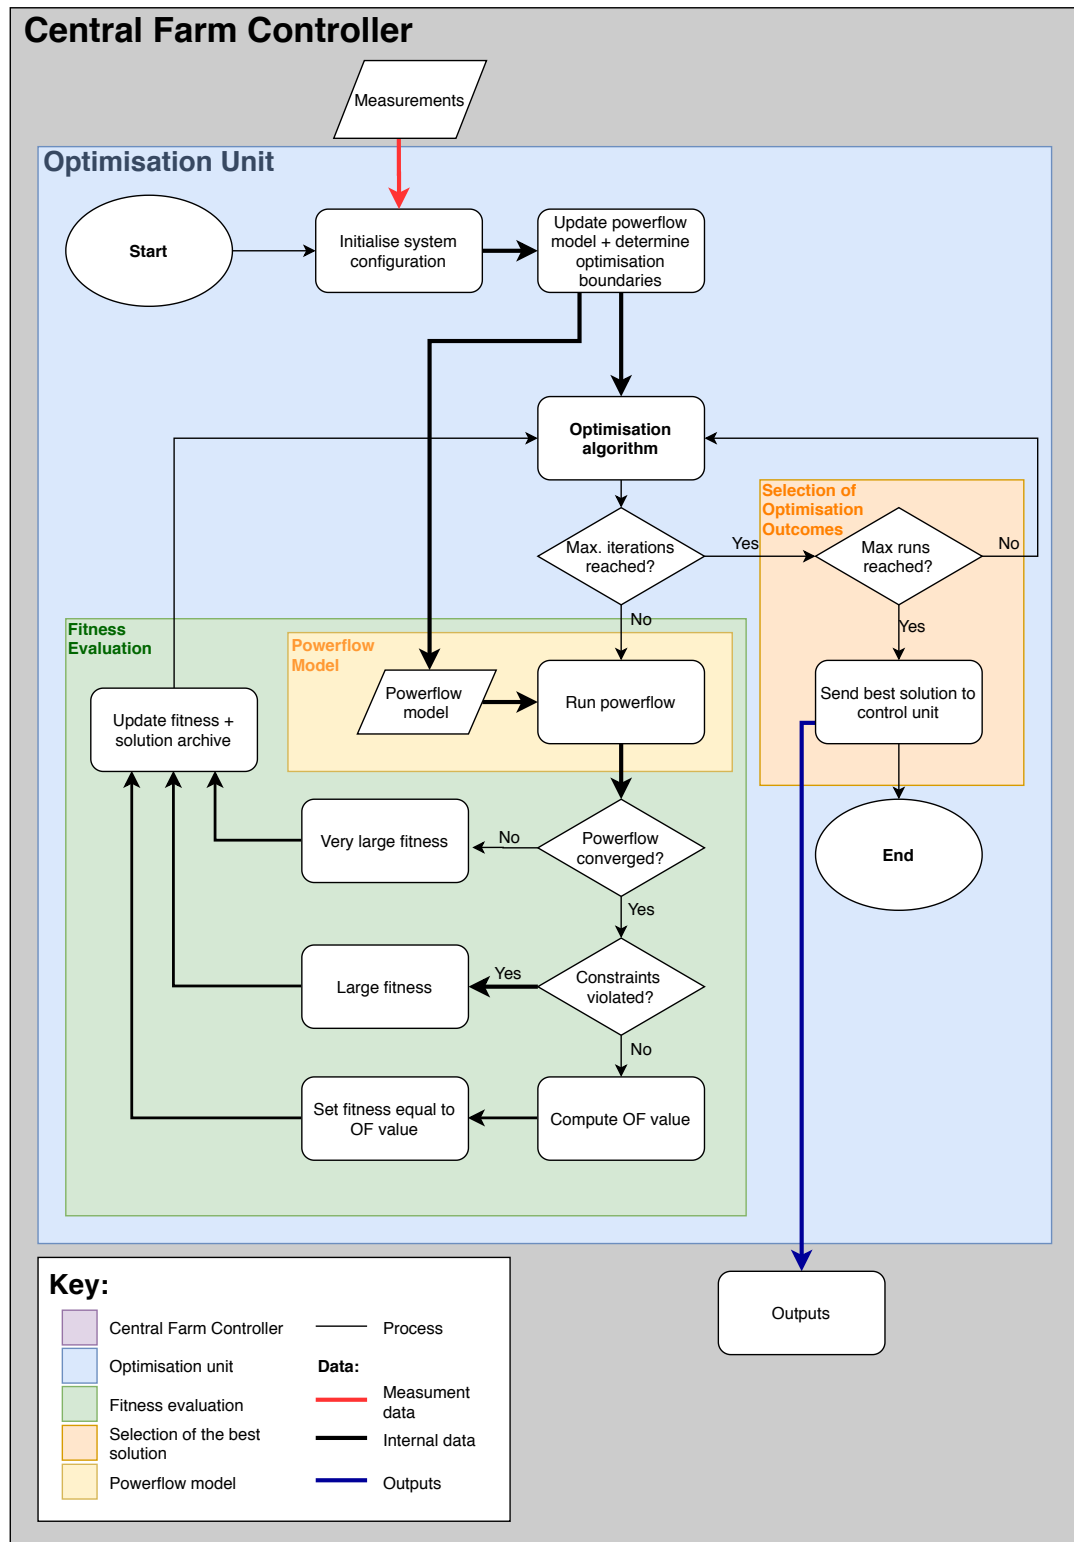 Central Farm Controller
Measurements
Optimisation Unit
Start
Initialise system
configuration
Update powerflow
model + determine
optimisation
boundaries
Optimisation
algorithm
Selection of
Optimisation
Outcomes
Max. iterations
reached?
Yes
Max runs
reached?
No
No
Yes
Fitness
Evaluation
Powerflow
Model
Powerflow
model
Run powerflow
Send best solution to
control unit
Update fitness +
solution archive
Very large fitness
No
Powerflow
converged?
End
Yes
Large fitness
Yes
Constraints
violated?
No
Set fitness equal to
OF value
Compute OF value
Outputs
Key:
Central Farm Controller
Process
Optimisation unit
Data:
Fitness evaluation
Measument
data
Selection of the best
solution
Internal data
Powerflow model
Outputs